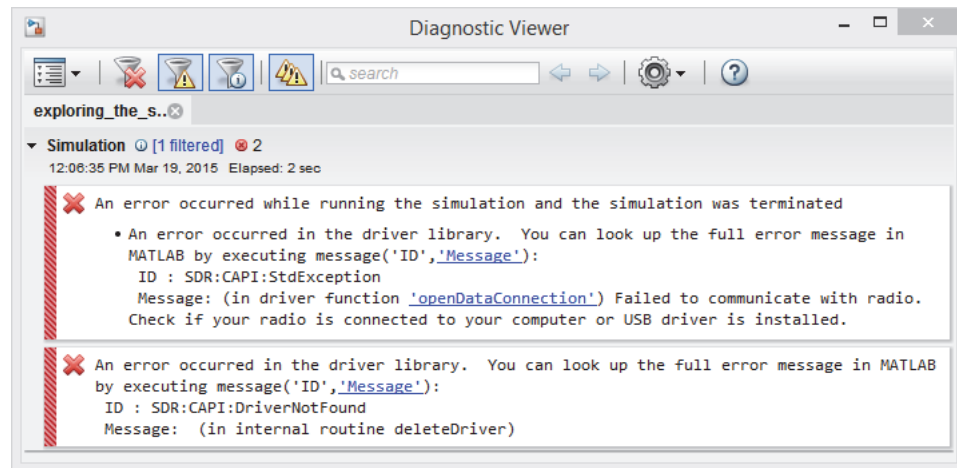 Diagnostic Viewer
search
exploring_the_s..
Simulation [1 filtered] 2
12:06:35 PM Mar 19, 2015 Elapsed: 2 sec
An error occurred while running the simulation and the simulation was terminated
• An error occurred in the driver library. You can look up the full error message in
MATLAB by executing message('ID','Message'):
ID : SDR:CAPI:StdException
Message: (in driver function 'openDataConnection') Failed to communicate with radio.
Check if your radio is connected to your computer or USB driver is installed.
An error occurred in the driver library. You can look up the full error message in MATLAB
by executing message('ID','Message'):
ID : SDR:CAPI:DriverNotFound
Message: (in internal routine deleteDriver)